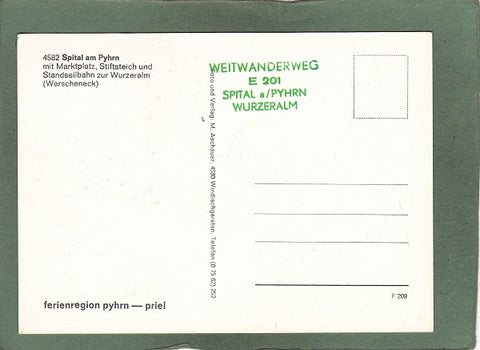 4582 Spital am Pyhrn
mit Marktplatz, Stiftsteich und
Standseilbahn zur Wurzeralm
(Warscheneck)
WEITWANDERWEG
E 201
SPITAL a/PYHRN
WURZERALM
Foto und Verlag: M. Aschauer, 4580 Windischgarsten, Telefon (0 75 62) 252
ferienregion pyhrn — priel
F 209